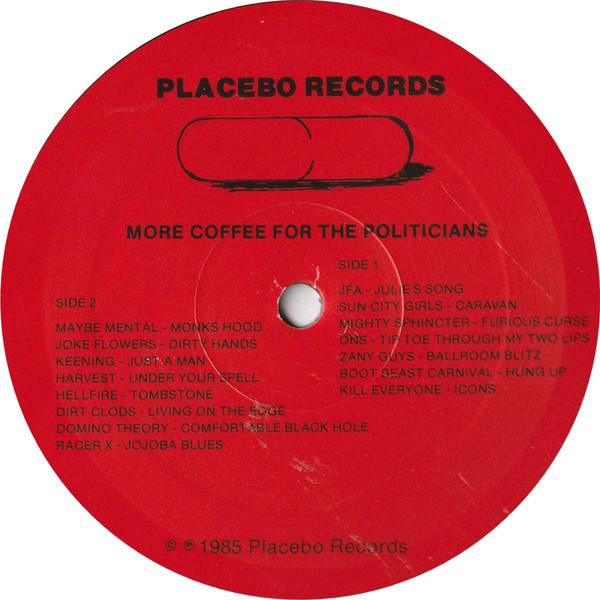 PLACEBO RECORDS
MORE COFFEE FOR THE POLITICIANS
SIDE 1
JFA - JULIE'S SONG
SUN CITY GIRLS - CARAVAN
MIGHTY SPHINCTER - FURIOUS CURSE
ÖNS - TIP TOE THROUGH MY TWO LIPS
ZANY GUYS - BALLROOM BLITZ
BOOT BEAST CARNIVAL - HUNG UP
KILL EVERYONE - ICONS
SIDE 2
MAYBE MENTAL - MONKS HOOD
JOKE FLOWERS - DIRTY HANDS
KEENING - JUST A MAN
HARVEST - UNDER YOUR SPELL
HELLFIRE - TOMBSTONE
DIRT CLODS - LIVING ON THE EDGE
DOMINO THEORY - COMFORTABLE BLACK HOLE
RACER X - JOJOBA BLUES
© ℗ 1985 Placebo Records